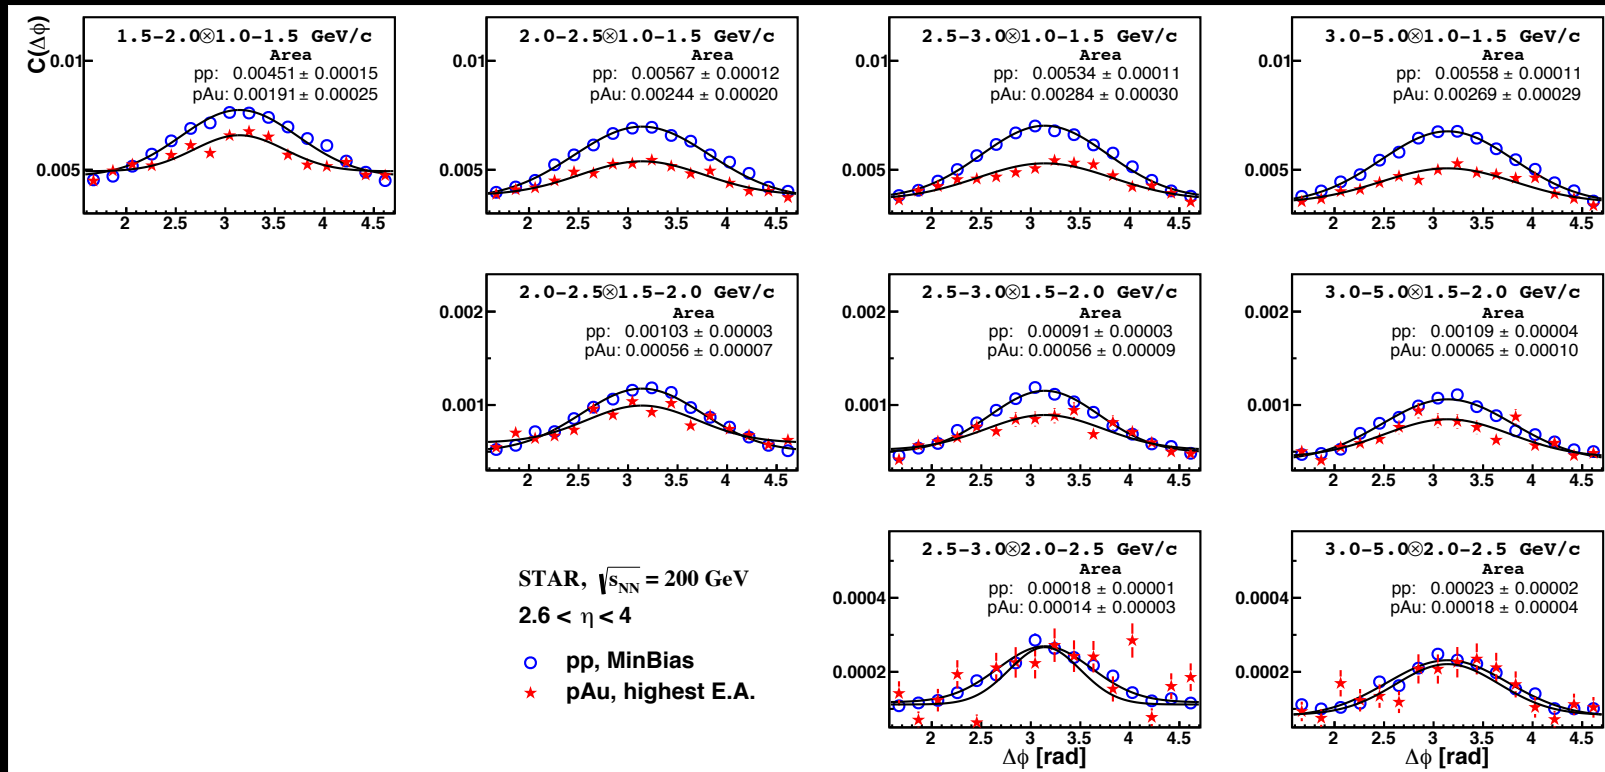 C(Δϕ)
1.5-2.0⊗1.0-1.5 GeV/c
Area
pp: 0.00451 ± 0.00015
pAu: 0.00191 ± 0.00025
0.01
0.005
2 2.5 3 3.5 4 4.5
2.0-2.5⊗1.0-1.5 GeV/c
Area
pp: 0.00567 ± 0.00012
pAu: 0.00244 ± 0.00020
0.01
0.005
2 2.5 3 3.5 4 4.5
2.5-3.0⊗1.0-1.5 GeV/c
Area
pp: 0.00534 ± 0.00011
pAu: 0.00284 ± 0.00030
0.01
0.005
2 2.5 3 3.5 4 4.5
3.0-5.0⊗1.0-1.5 GeV/c
Area
pp: 0.00558 ± 0.00011
pAu: 0.00269 ± 0.00029
0.01
0.005
2 2.5 3 3.5 4 4.5
2.0-2.5⊗1.5-2.0 GeV/c
Area
pp: 0.00103 ± 0.00003
pAu: 0.00056 ± 0.00007
0.002
0.001
2 2.5 3 3.5 4 4.5
2.5-3.0⊗1.5-2.0 GeV/c
Area
pp: 0.00091 ± 0.00003
pAu: 0.00056 ± 0.00009
0.002
0.001
2 2.5 3 3.5 4 4.5
3.0-5.0⊗1.5-2.0 GeV/c
Area
pp: 0.00109 ± 0.00004
pAu: 0.00065 ± 0.00010
0.002
0.001
2 2.5 3 3.5 4 4.5
STAR, √s_NN = 200 GeV
2.6 < η < 4
pp, MinBias
pAu, highest E.A.
2.5-3.0⊗2.0-2.5 GeV/c
Area
pp: 0.00018 ± 0.00001
pAu: 0.00014 ± 0.00003
0.0004
0.0002
2 2.5 3 3.5 4 4.5
Δϕ [rad]
3.0-5.0⊗2.0-2.5 GeV/c
Area
pp: 0.00023 ± 0.00002
pAu: 0.00018 ± 0.00004
0.0004
0.0002
2 2.5 3 3.5 4 4.5
Δϕ [rad]